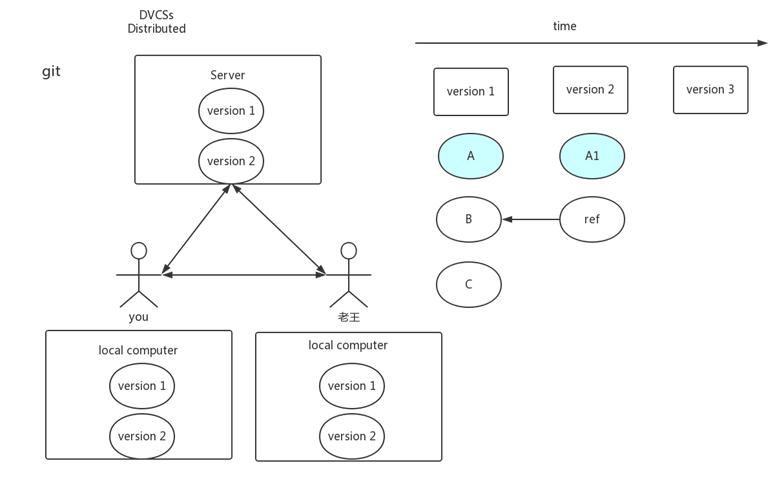 DVCSs
Distributed
git
Server
version 1
version 2
you
老王
local computer
version 1
version 2
local computer
version 1
version 2
time
version 1
version 2
version 3
A
A1
B
ref
C